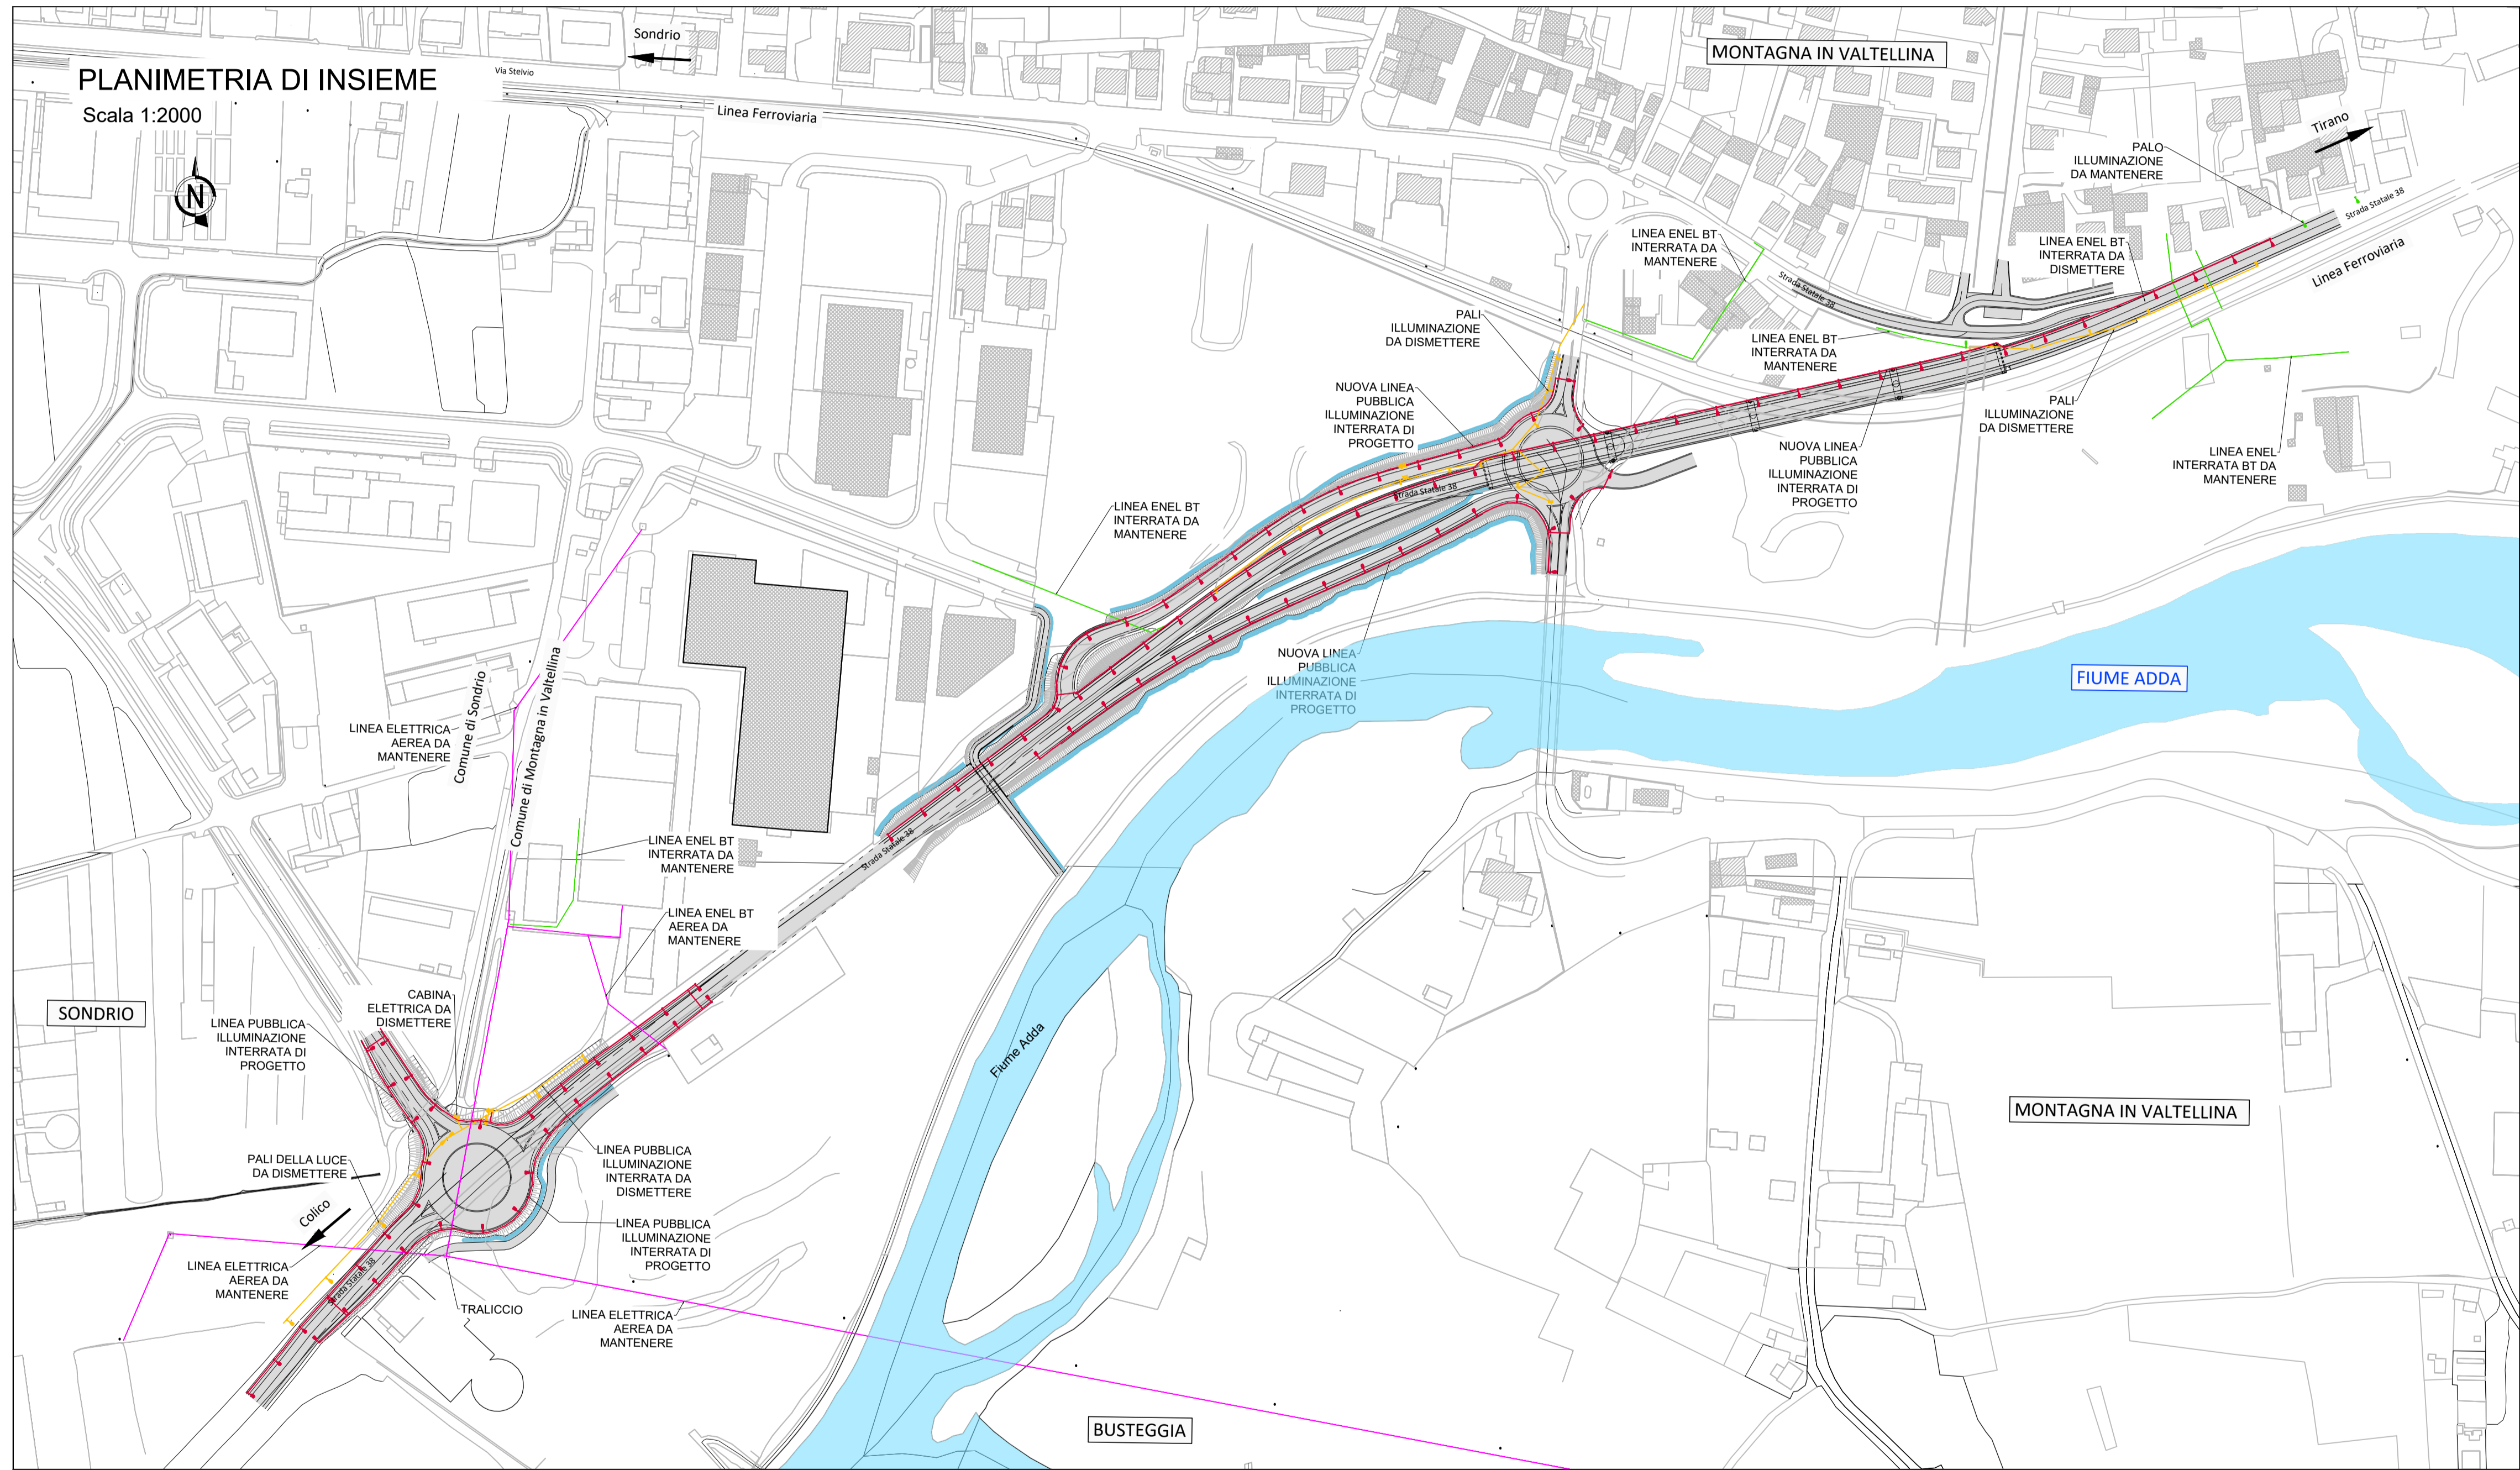 PLANIMETRIA DI INSIEME
Scala 1:2000
N
Sondrio
Via Stelvio
Linea Ferroviaria
MONTAGNA IN VALTELLINA
Tirano
PALO
ILLUMINAZIONE
DA MANTENERE
Strada Statale 38
Linea Ferroviaria
LINEA ENEL BT
INTERRATA DA
MANTENERE
LINEA ENEL BT
INTERRATA DA
DISMETTERE
Strada Statale 38
PALI
ILLUMINAZIONE
DA DISMETTERE
LINEA ENEL BT
INTERRATA DA
MANTENERE
NUOVA LINEA
PUBBLICA
ILLUMINAZIONE
INTERRATA DI
PROGETTO
PALI
ILLUMINAZIONE
DA DISMETTERE
NUOVA LINEA
PUBBLICA
ILLUMINAZIONE
INTERRATA DI
PROGETTO
LINEA ENEL
INTERRATA BT DA
MANTENERE
Strada Statale 38
LINEA ENEL BT
INTERRATA DA
MANTENERE
NUOVA LINEA
PUBBLICA
ILLUMINAZIONE
INTERRATA DI
PROGETTO
FIUME ADDA
LINEA ELETTRICA
AEREA DA
MANTENERE
Comune di Sondrio
Comune di Montagna in Valtellina
LINEA ENEL BT
INTERRATA DA
MANTENERE
Strada Statale 38
LINEA ENEL BT
AEREA DA
MANTENERE
SONDRIO
CABINA
ELETTRICA DA
DISMETTERE
LINEA PUBBLICA
ILLUMINAZIONE
INTERRATA DI
PROGETTO
Fiume Adda
MONTAGNA IN VALTELLINA
PALI DELLA LUCE
DA DISMETTERE
LINEA PUBBLICA
ILLUMINAZIONE
INTERRATA DA
DISMETTERE
Colico
LINEA PUBBLICA
ILLUMINAZIONE
INTERRATA DI
PROGETTO
LINEA ELETTRICA
AEREA DA
MANTENERE
Strada Statale 38
TRALICCIO
LINEA ELETTRICA
AEREA DA
MANTENERE
BUSTEGGIA